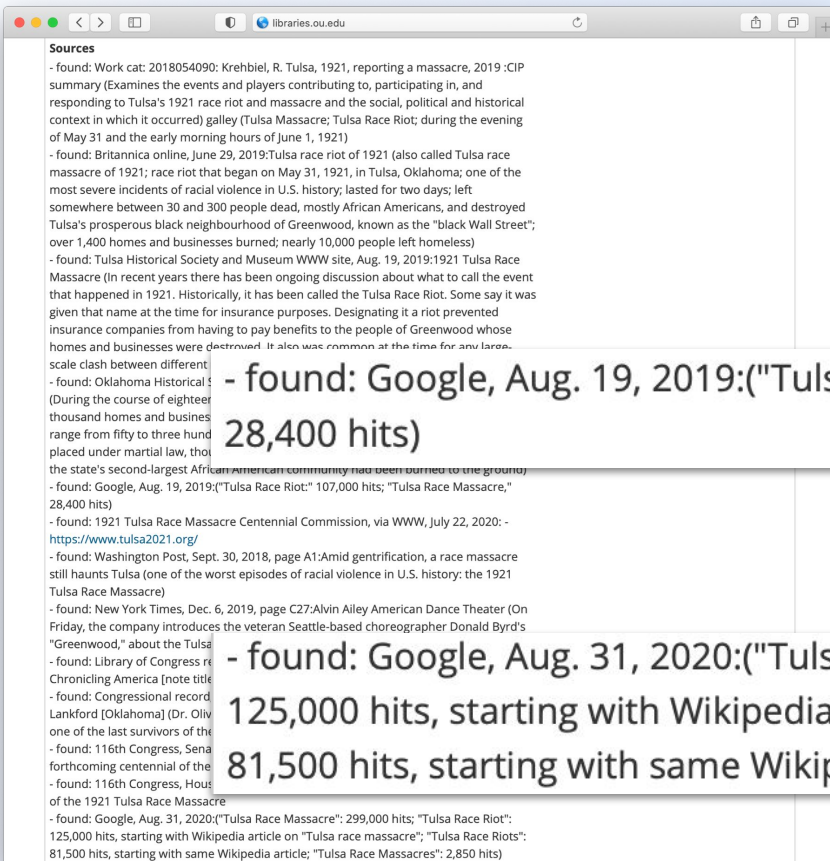 libraries.ou.edu
Sources
- found: Work cat: 2018054090: Krehbiel, R. Tulsa, 1921, reporting a massacre, 2019 :CIP
summary (Examines the events and players contributing to, participating in, and
responding to Tulsa's 1921 race riot and massacre and the social, political and historical
context in which it occurred) galley (Tulsa Massacre; Tulsa Race Riot; during the evening
of May 31 and the early morning hours of June 1, 1921)
- found: Britannica online, June 29, 2019:Tulsa race riot of 1921 (also called Tulsa race
massacre of 1921; race riot that began on May 31, 1921, in Tulsa, Oklahoma; one of the
most severe incidents of racial violence in U.S. history; lasted for two days; left
somewhere between 30 and 300 people dead, mostly African Americans, and destroyed
Tulsa's prosperous black neighbourhood of Greenwood, known as the "black Wall Street";
over 1,400 homes and businesses burned; nearly 10,000 people left homeless)
- found: Tulsa Historical Society and Museum WWW site, Aug. 19, 2019:1921 Tulsa Race
Massacre (In recent years there has been ongoing discussion about what to call the event
that happened in 1921. Historically, it has been called the Tulsa Race Riot. Some say it was
given that name at the time for insurance purposes. Designating it a riot prevented
insurance companies from having to pay benefits to the people of Greenwood whose
homes and businesses were destroyed. It also was common at the time for any large-
scale clash between different
- found: Oklahoma Historical S
(During the course of eighteer
thousand homes and busines
range from fifty to three hund
placed under martial law, thou
the state's second-largest African American community had been burned to the ground)
- found: Google, Aug. 19, 2019:("Tuls
28,400 hits)
- found: Google, Aug. 19, 2019:("Tulsa Race Riot:" 107,000 hits; "Tulsa Race Massacre,"
28,400 hits)
- found: 1921 Tulsa Race Massacre Centennial Commission, via WWW, July 22, 2020: -
https://www.tulsa2021.org/
- found: Washington Post, Sept. 30, 2018, page A1:Amid gentrification, a race massacre
still haunts Tulsa (one of the worst episodes of racial violence in U.S. history: the 1921
Tulsa Race Massacre)
- found: New York Times, Dec. 6, 2019, page C27:Alvin Ailey American Dance Theater (On
Friday, the company introduces the veteran Seattle-based choreographer Donald Byrd's
"Greenwood," about the Tulsa
- found: Library of Congress re
Chronicling America [note title
- found: Congressional record
Lankford [Oklahoma] (Dr. Oliv
one of the last survivors of the
- found: 116th Congress, Sena
forthcoming centennial of the
- found: 116th Congress, Hous
of the 1921 Tulsa Race Massacre
- found: Google, Aug. 31, 2020:("Tuls
125,000 hits, starting with Wikipedia
81,500 hits, starting with same Wikip
- found: Google, Aug. 31, 2020:("Tulsa Race Massacre": 299,000 hits; "Tulsa Race Riot":
125,000 hits, starting with Wikipedia article on "Tulsa race massacre"; "Tulsa Race Riots":
81,500 hits, starting with same Wikipedia article; "Tulsa Race Massacres": 2,850 hits)